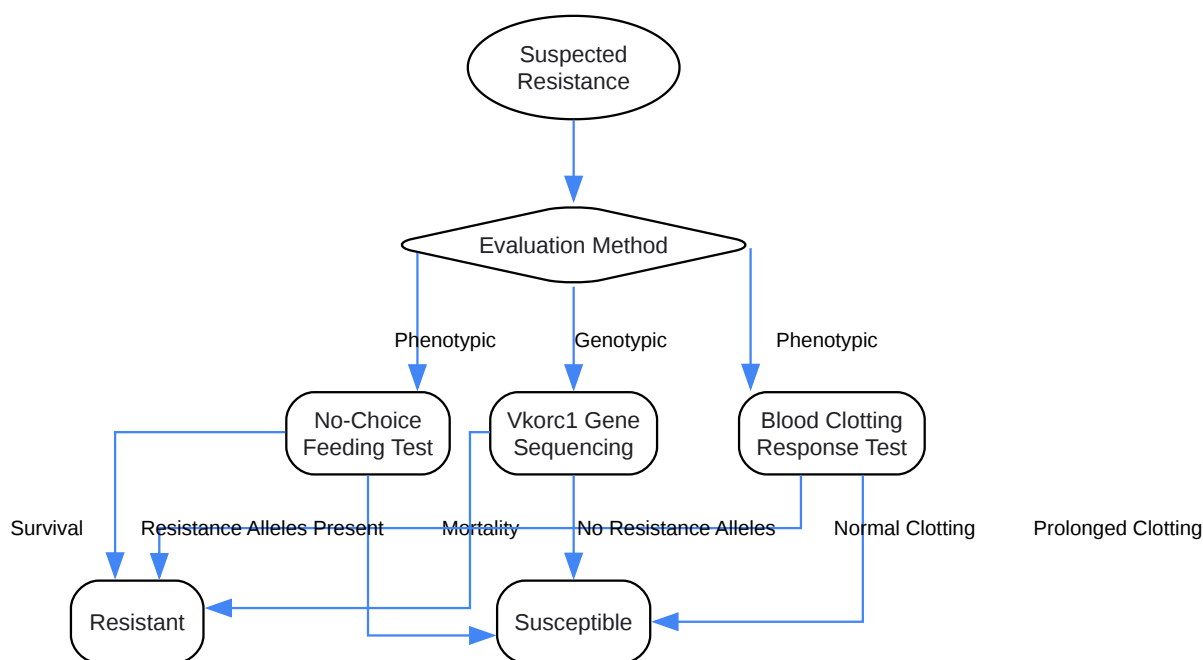 Suspected
Resistance
Evaluation Method
Phenotypic
Genotypic
Phenotypic
No-Choice
Feeding Test
Vkorc1 Gene
Sequencing
Blood Clotting
Response Test
Survival
Resistance Alleles Present
Mortality
No Resistance Alleles
Normal Clotting
Prolonged Clotting
Resistant
Susceptible